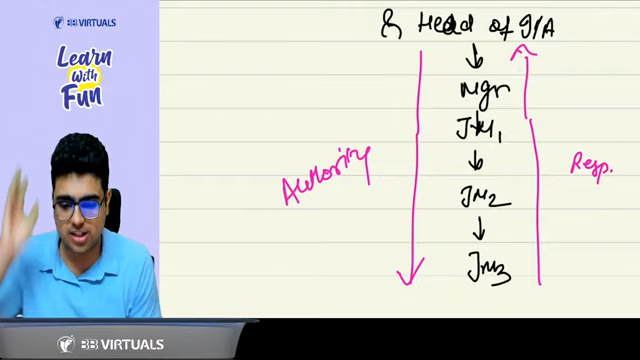 BB VIRTUALS
Learn
With
Fun
Head of I/A
Mgr
JM1
JM2
JM3
Authority
Resp.
BB VIRTUALS